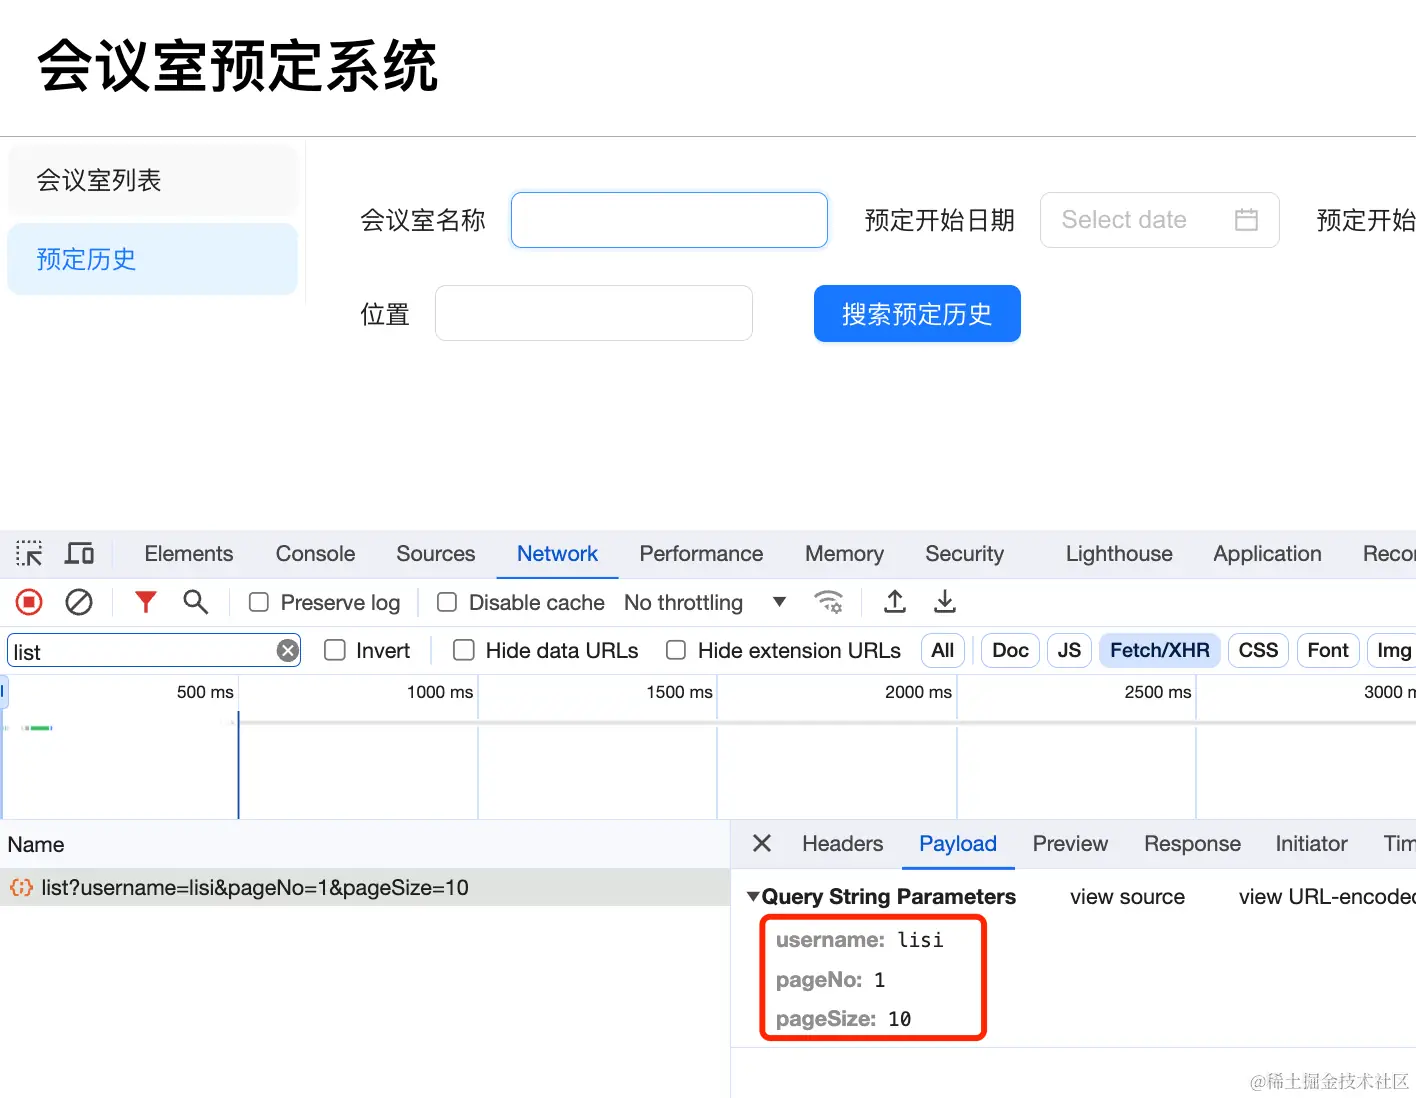 会议室预定系统
会议室列表
预定历史
会议室名称
预定开始日期
Select date
预定开始
位置
搜索预定历史
Elements Console Sources Network Performance Memory Security Lighthouse Application Recor
Preserve log Disable cache No throttling
list Invert Hide data URLs Hide extension URLs All Doc JS Fetch/XHR CSS Font Img
500 ms 1000 ms 1500 ms 2000 ms 2500 ms 3000 m
Name
list?username=lisi&pageNo=1&pageSize=10
Headers Payload Preview Response Initiator Tim
Query String Parameters view source view URL-encoded
username: lisi
pageNo: 1
pageSize: 10
@稀土掘金技术社区